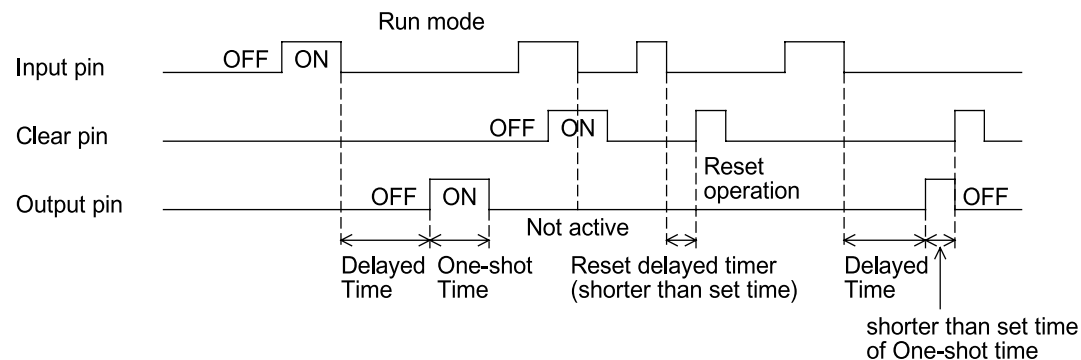 Run mode
Input pin
OFF
ON
Clear pin
OFF
ON
Reset
operation
Output pin
OFF
ON
OFF
Not active
Delayed
Time
One-shot
Time
Reset delayed timer
(shorter than set time)
Delayed
Time
shorter than set time
of One-shot time